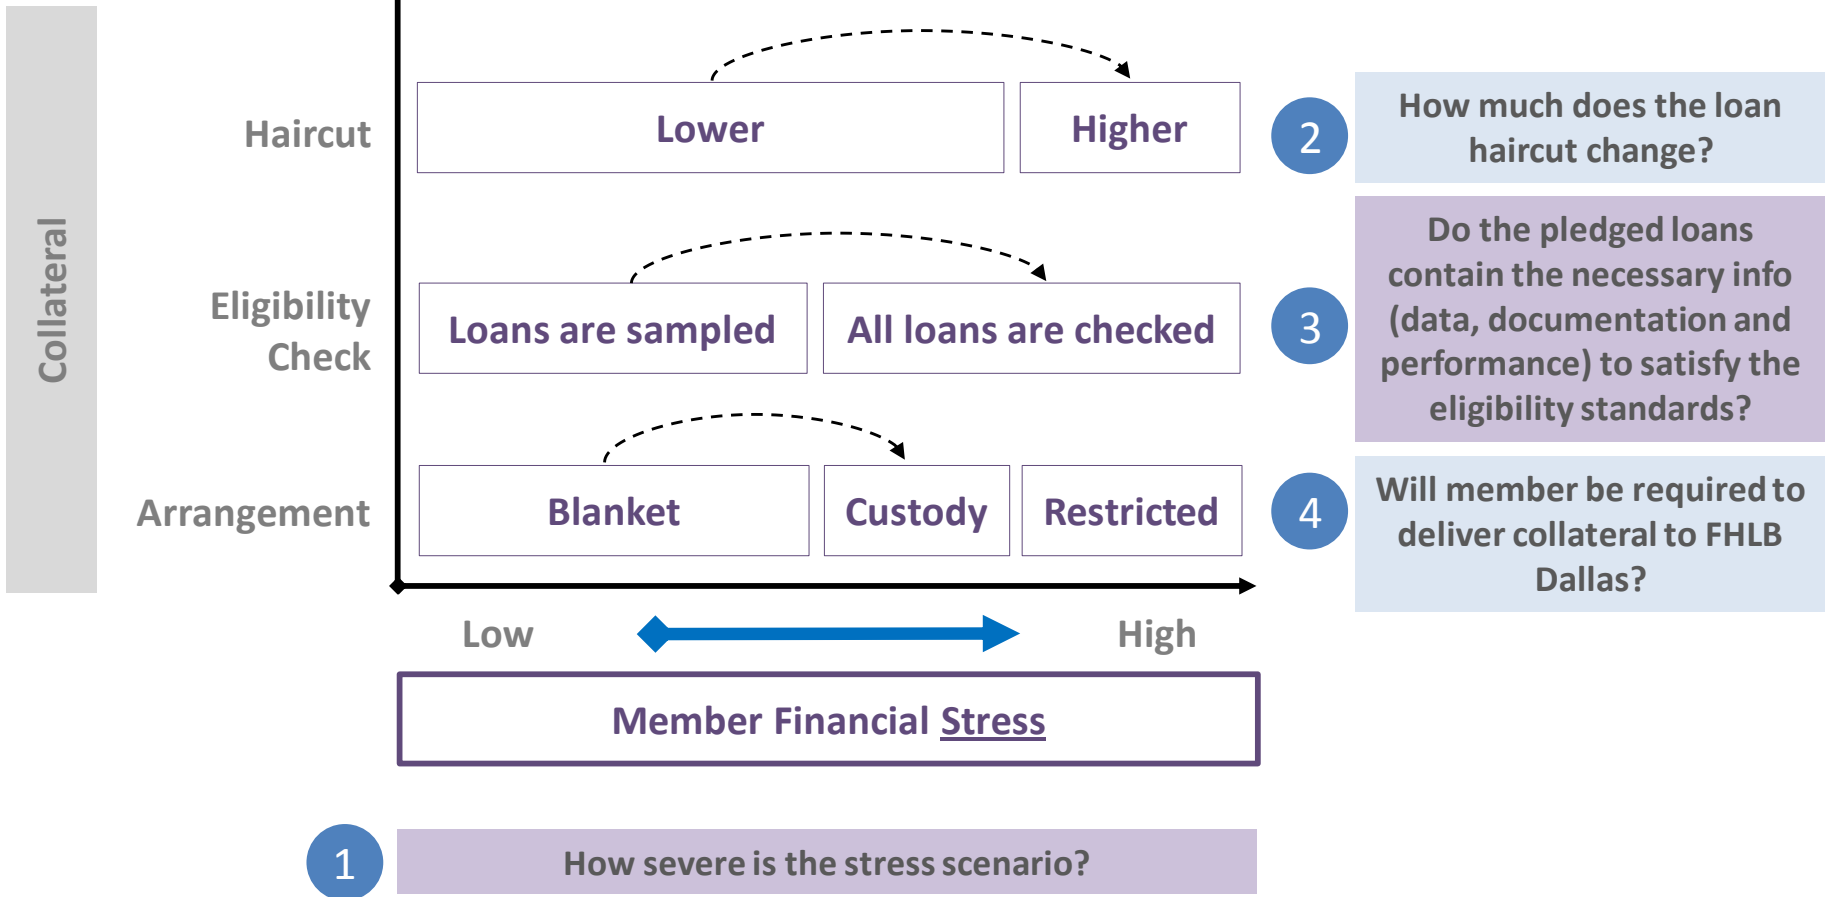 Collateral
Haircut
Lower
Higher
2
How much does the loan
haircut change?
Eligibility
Check
Loans are sampled
All loans are checked
3
Do the pledged loans
contain the necessary info
(data, documentation and
performance) to satisfy the
eligibility standards?
Arrangement
Blanket
Custody
Restricted
4
Will member be required to
deliver collateral to FHLB
Dallas?
Low
High
Member Financial Stress
1
How severe is the stress scenario?